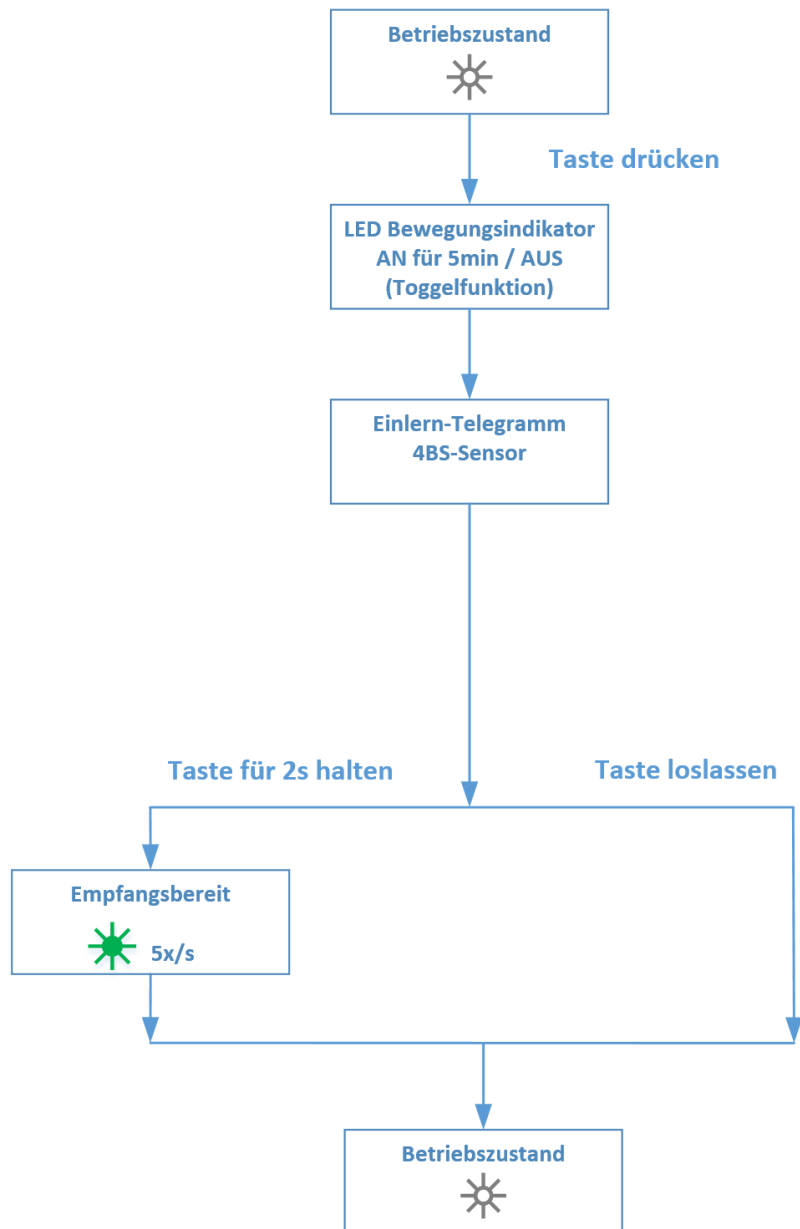 Betriebszustand
Taste drücken
LED Bewegungsindikator
AN für 5min / AUS
(Toggelfunktion)
Einlern-Telegramm
4BS-Sensor
Taste für 2s halten
Taste loslassen
Empfangsbereit
5x/s
Betriebszustand